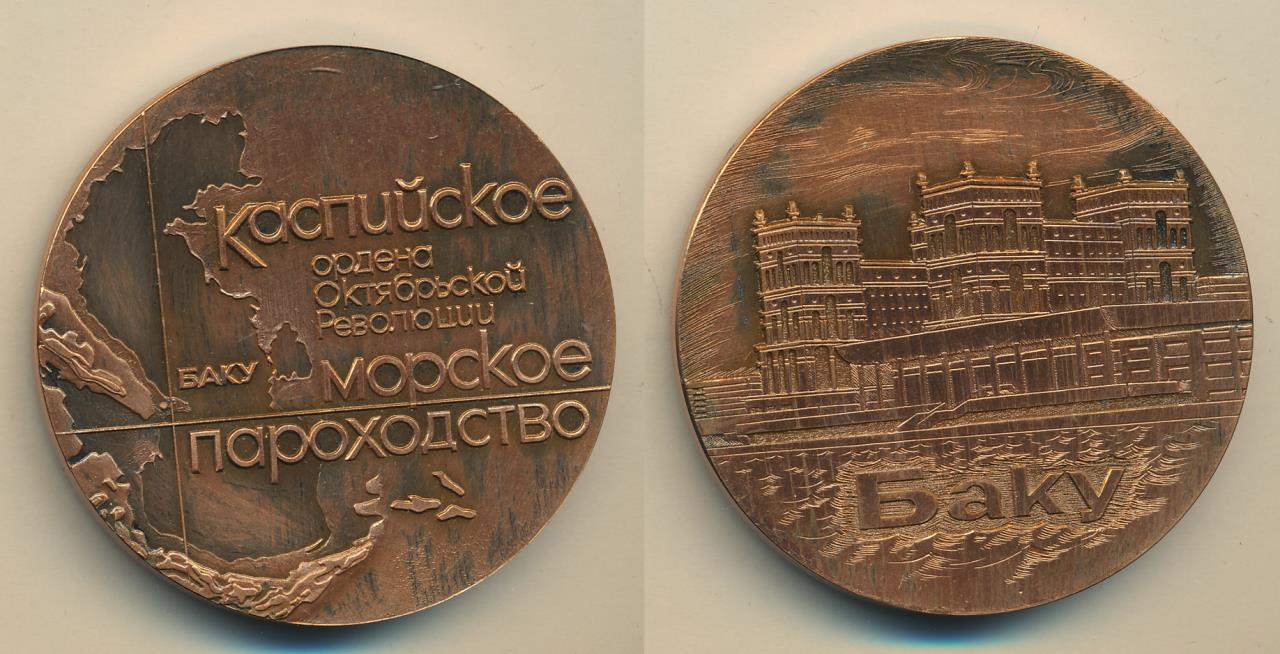 Каспийское
ордена
Октябрьской
Революции
БАКУ
морское
пароходство
Баку